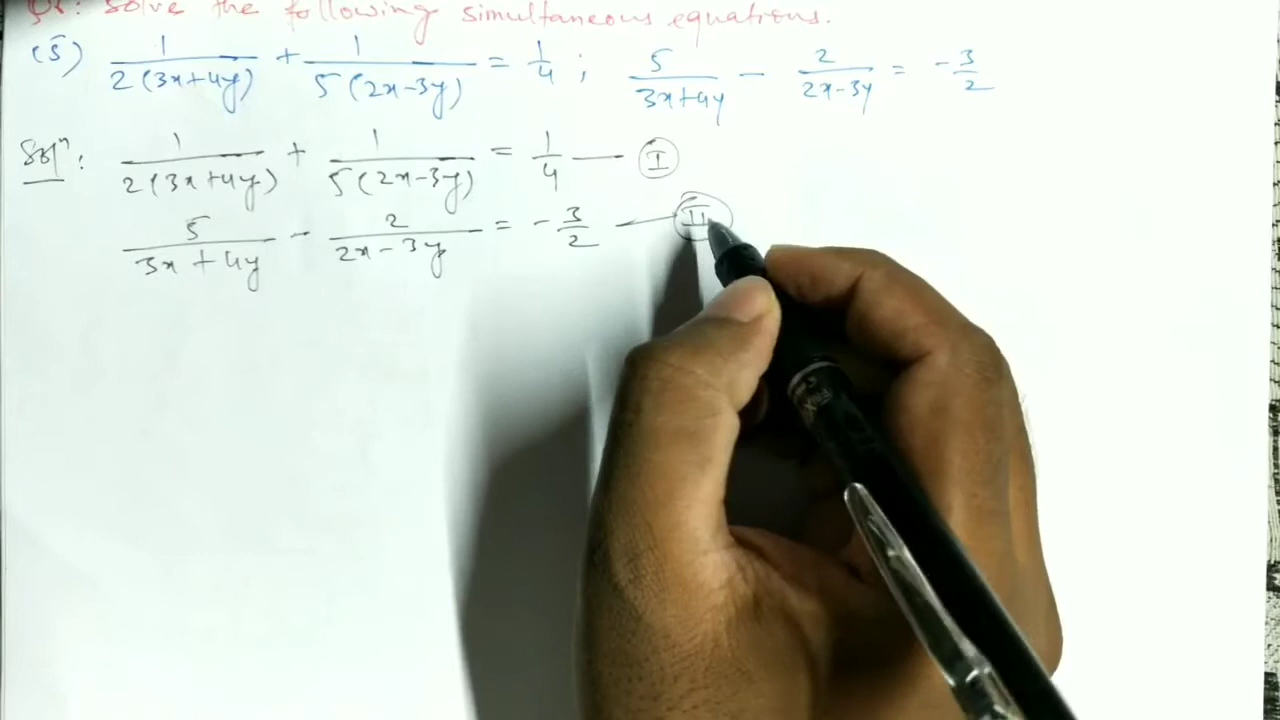 Solve the following simultaneous equations.
(5) 1/2(3x+4y) + 1/5(2x-3y) = 1/4 ; 5/3x+4y - 2/2x-3y = -3/2
Solⁿ: 1/2(3x+4y) + 1/5(2x-3y) = 1/4 — I
5/3x+4y - 2/2x-3y = -3/2 — II